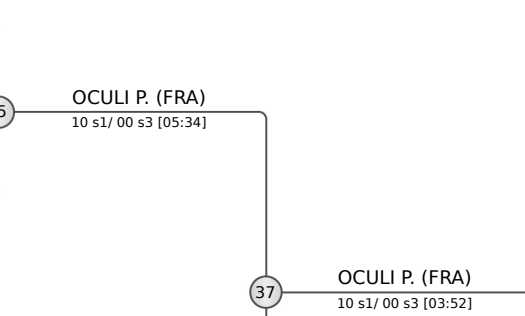 OCULI P. (FRA)
10 s1/ 00 s3 [05:34]
37
OCULI P. (FRA)
10 s1/ 00 s3 [03:52]